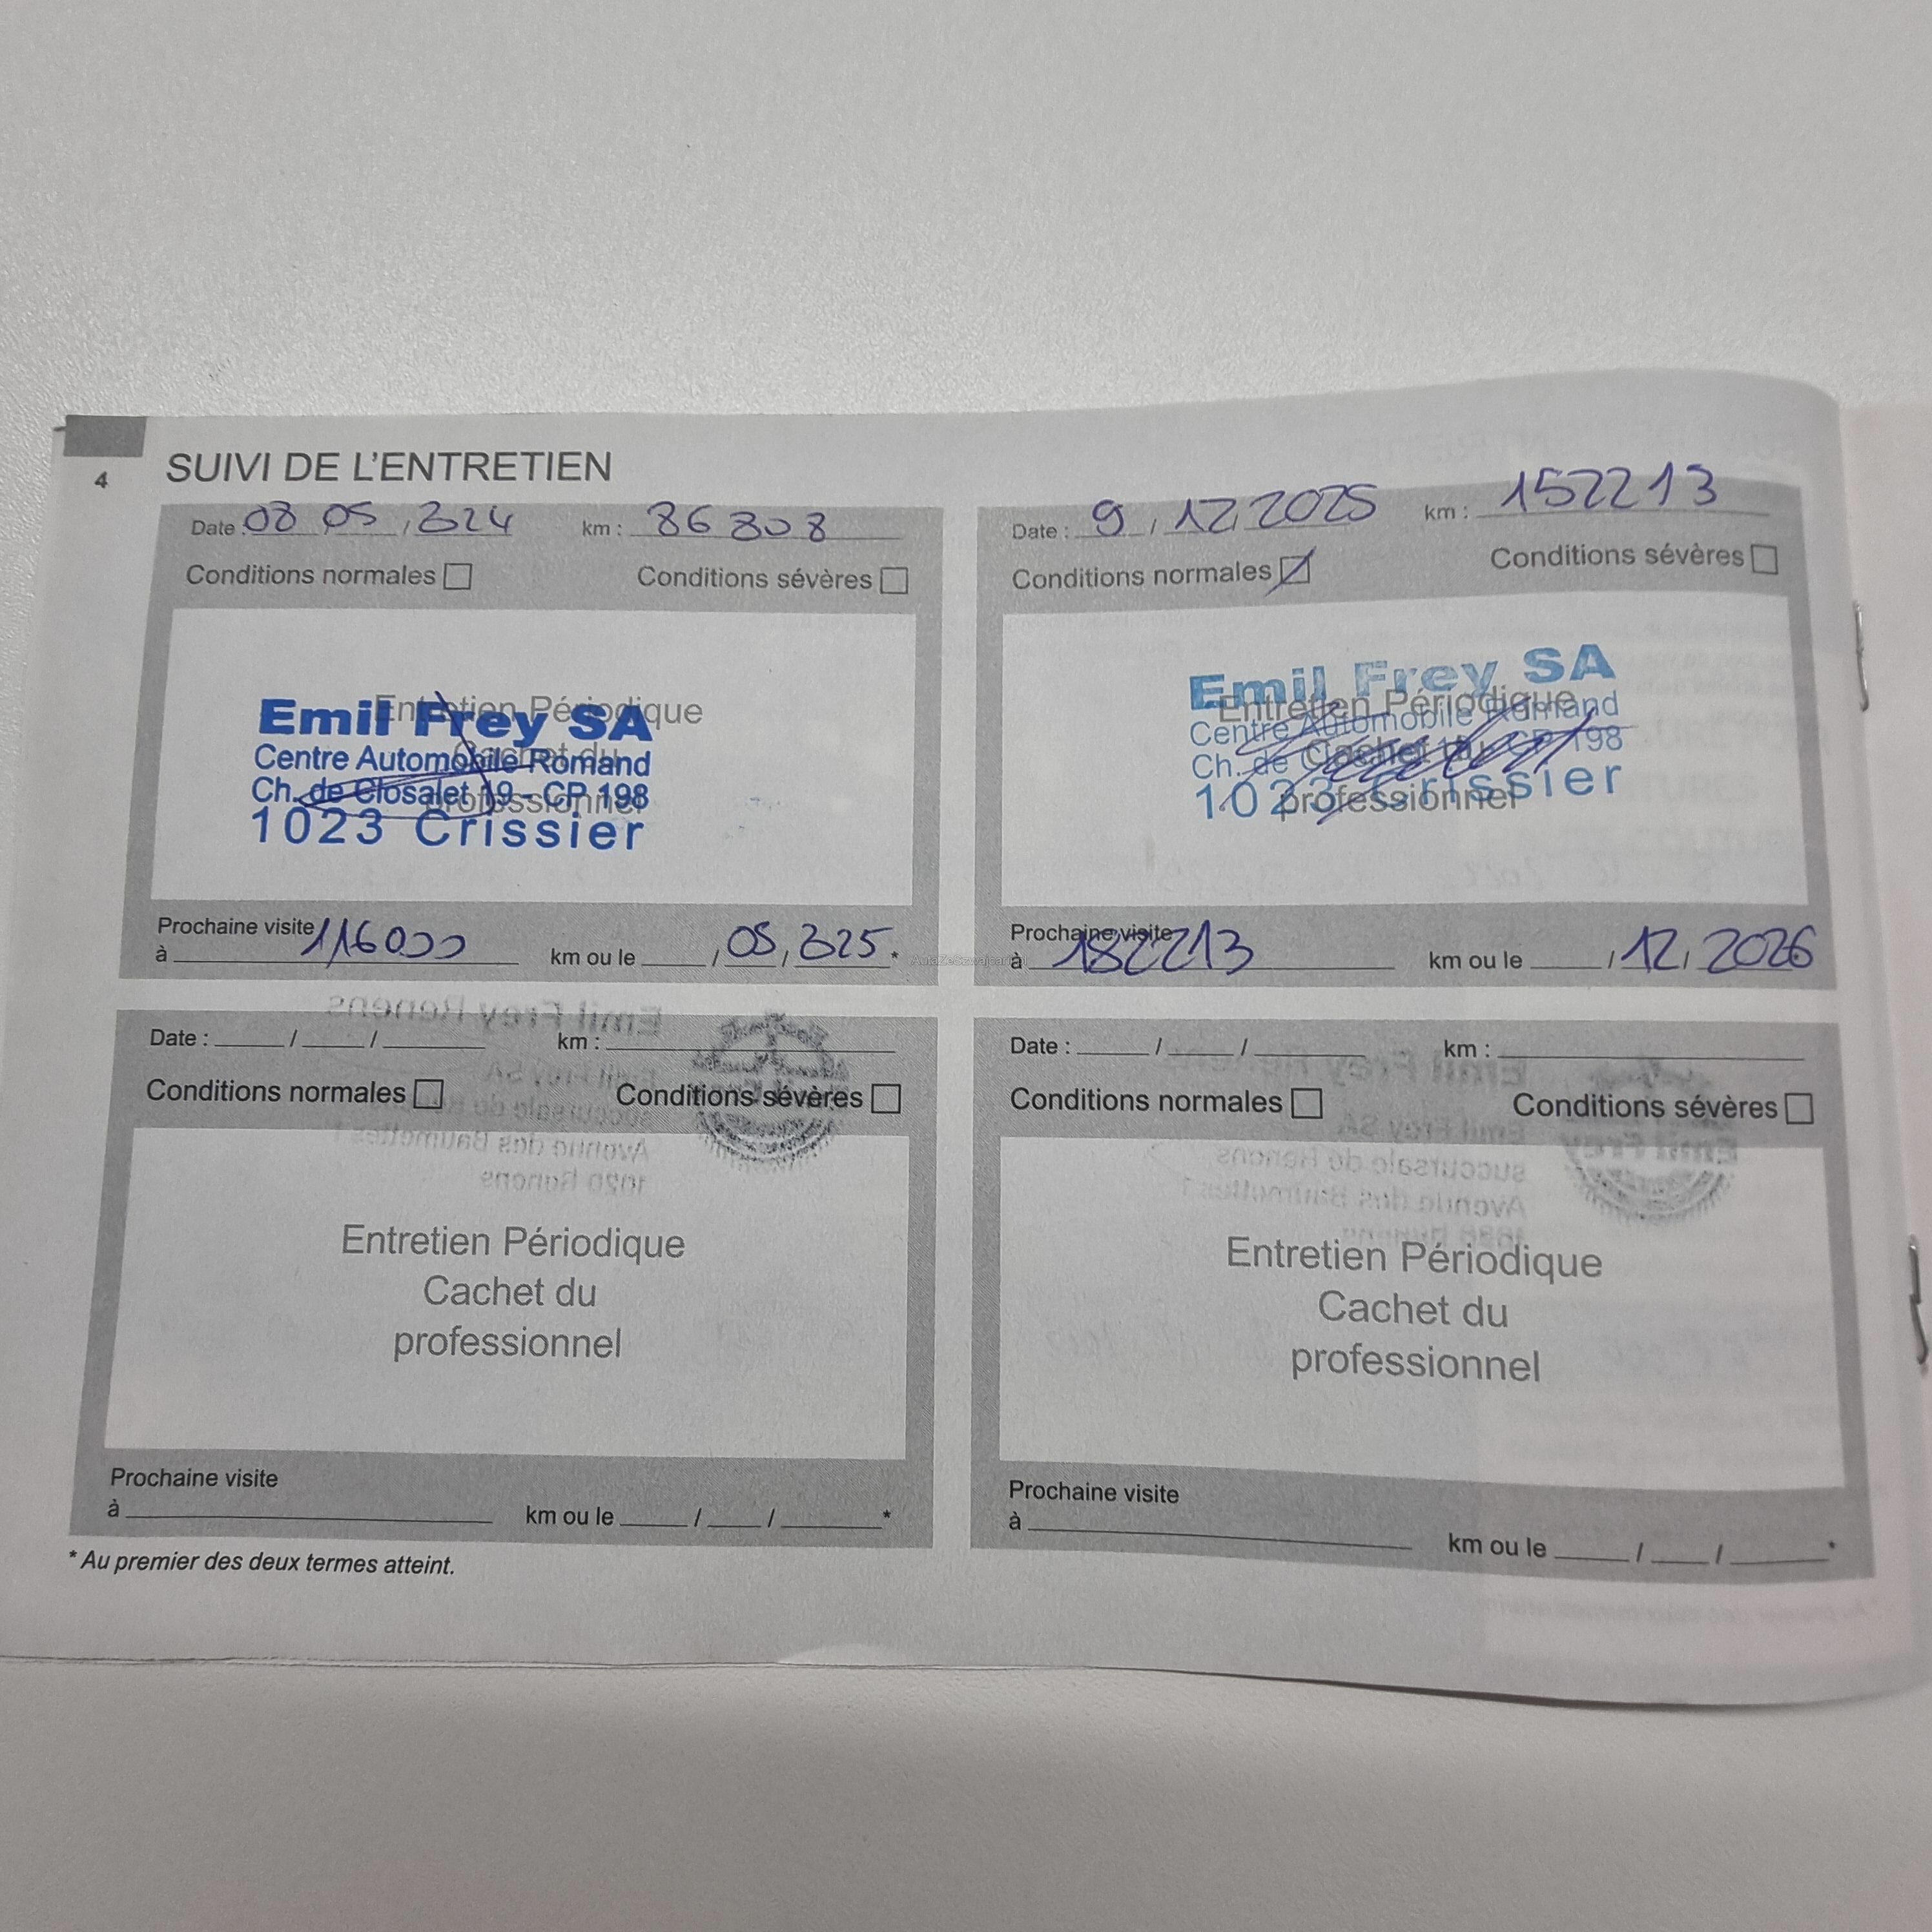 4
SUIVI DE L'ENTRETIEN
Date : 08 05 / 2024 km : 86 808
Conditions normales Conditions sévères
Entretien Périodique
Cachet du
professionnel
Emil Frey SA
Centre Automobile Romand
Ch. de Closalet 19 - CP 198
1023 Crissier
Prochaine visite
à 116000 km ou le / 05 / 2025 *
Date : 9 / 12 2025 km : 152213
Conditions normales Conditions sévères
Entretien Périodique
Cachet du
professionnel
Emil Frey SA
Centre Automobile Romand
Ch. de CP 198
1023 Crissier
Prochaine visite
à 182213 km ou le / 12 / 2026
Date : / / km :
Conditions normales Conditions sévères
Entretien Périodique
Cachet du
professionnel
Prochaine visite
à km ou le / / *
Date : / / km :
Conditions normales Conditions sévères
Entretien Périodique
Cachet du
professionnel
Prochaine visite
à km ou le / / *
* Au premier des deux termes atteint.